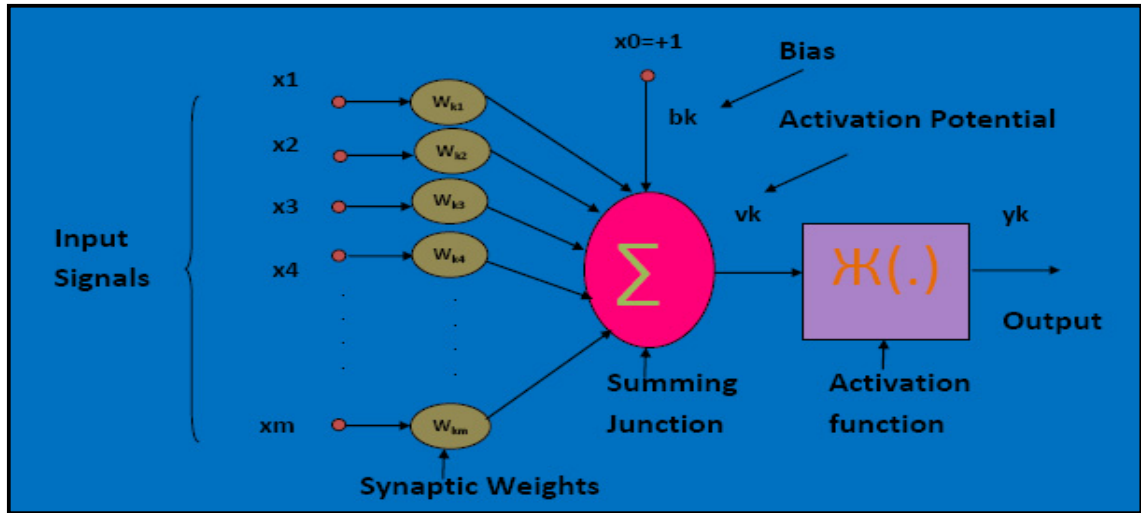 x0=+1
Bias
x1
Wk1
bk
Activation Potential
x2
Wk2
x3
Wk3
vk
yk
Input
Signals
x4
Wk4
∑
Ж(.)
Output
Summing
Junction
Activation
function
xm
Wkm
Synaptic Weights